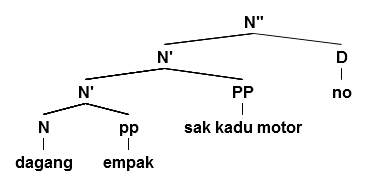 N"
N' D
N' PP no
N pp sak kadu motor
dagang empak